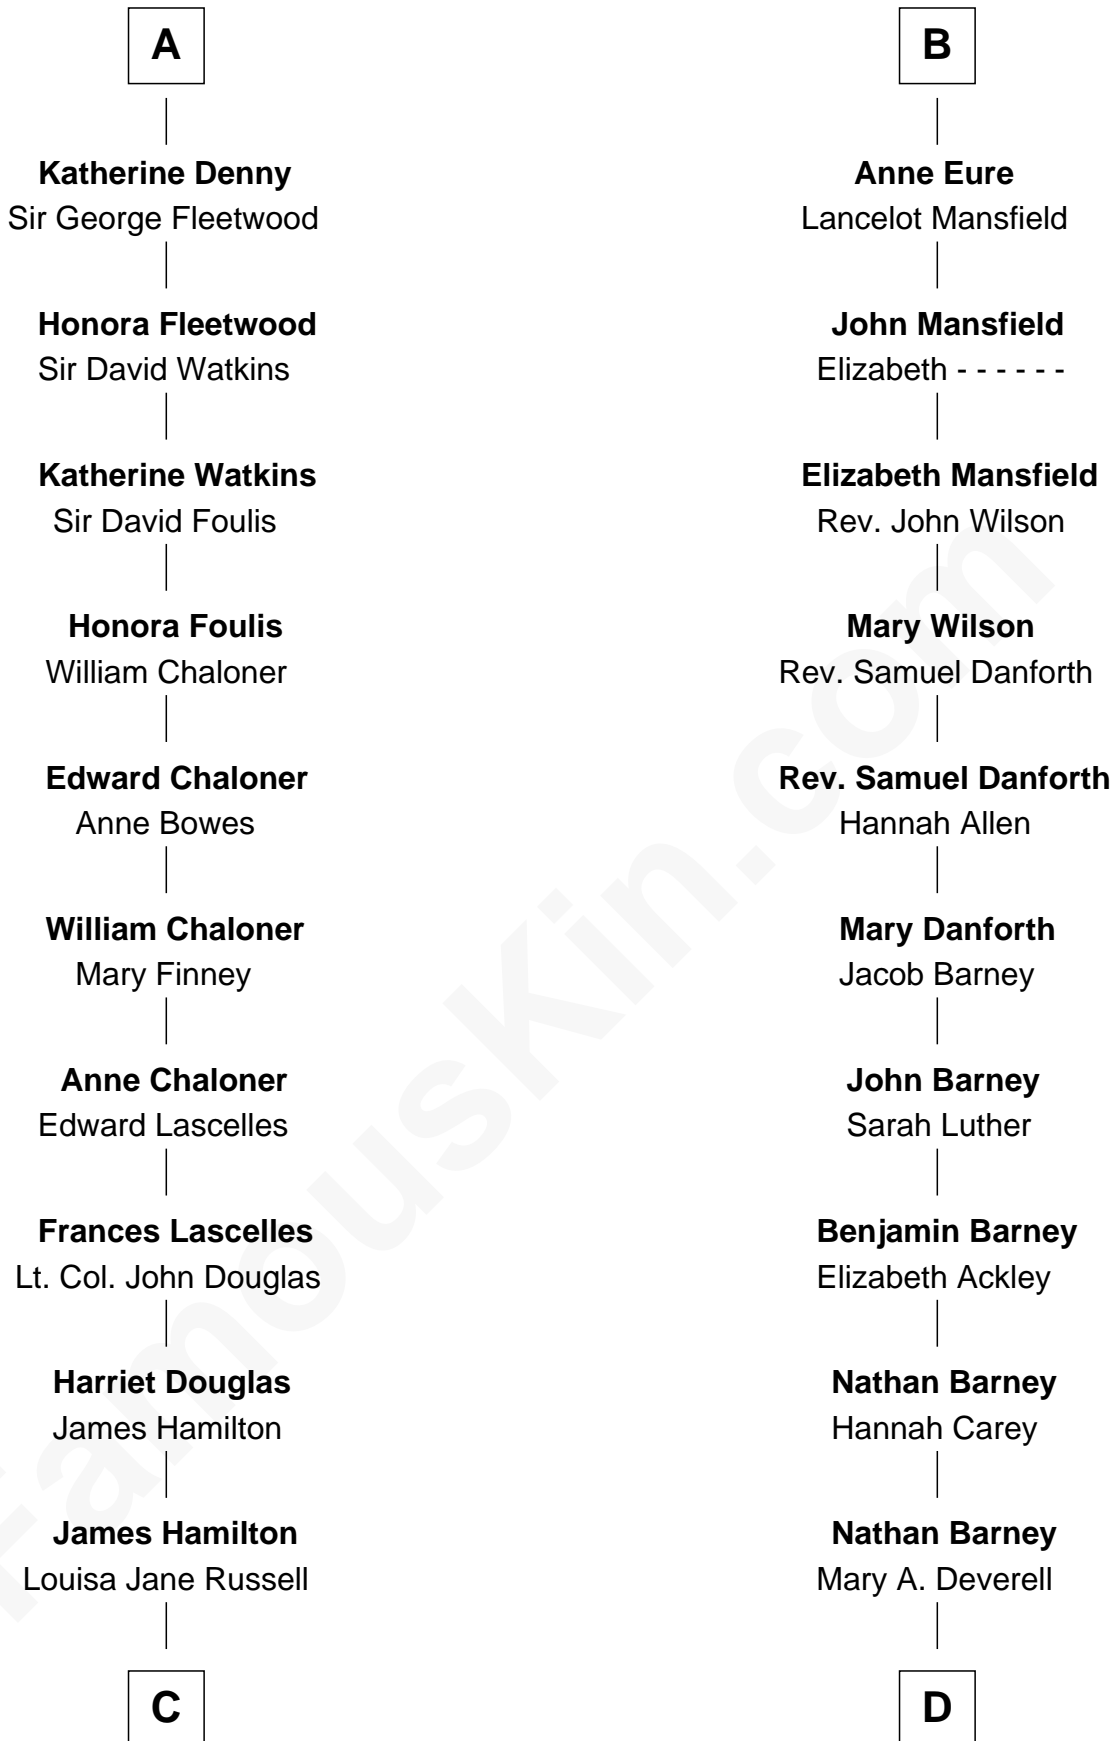 A
Katherine Denny
Sir George Fleetwood
Honora Fleetwood
Sir David Watkins
Katherine Watkins
Sir David Foulis
Honora Foulis
William Chaloner
Edward Chaloner
Anne Bowes
William Chaloner
Mary Finney
Anne Chaloner
Edward Lascelles
Frances Lascelles
Lt. Col. John Douglas
Harriet Douglas
James Hamilton
James Hamilton
Louisa Jane Russell
C
B
Anne Eure
Lancelot Mansfield
John Mansfield
Elizabeth - - - - - -
Elizabeth Mansfield
Rev. John Wilson
Mary Wilson
Rev. Samuel Danforth
Rev. Samuel Danforth
Hannah Allen
Mary Danforth
Jacob Barney
John Barney
Sarah Luther
Benjamin Barney
Elizabeth Ackley
Nathan Barney
Hannah Carey
Nathan Barney
Mary A. Deverell
D
FamousKin.com